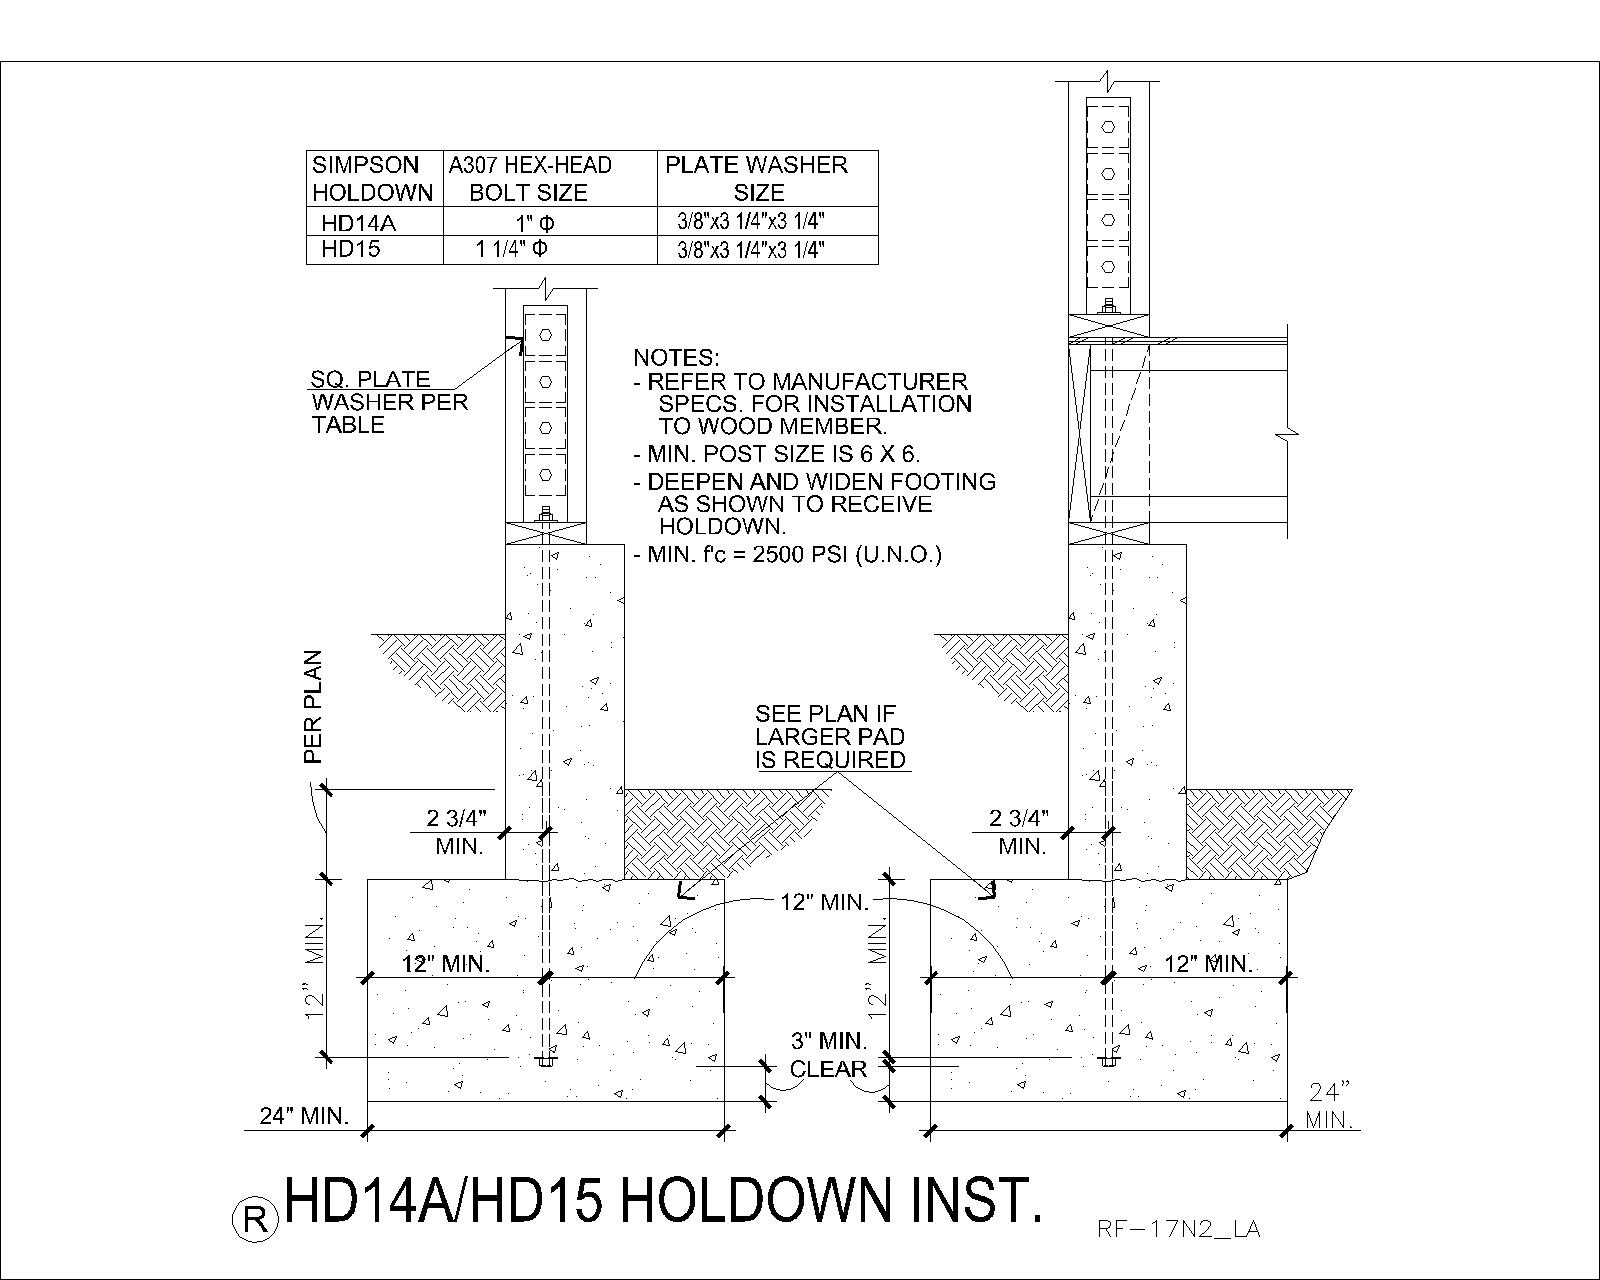 SIMPSON HOLDOWN A307 HEX-HEAD BOLT SIZE PLATE WASHER SIZE
HD14A 1" Φ 3/8"x3 1/4"x3 1/4"
HD15 1 1/4" Φ 3/8"x3 1/4"x3 1/4"
SQ. PLATE
WASHER PER
TABLE
NOTES:
- REFER TO MANUFACTURER
SPECS. FOR INSTALLATION
TO WOOD MEMBER.
- MIN. POST SIZE IS 6 X 6.
- DEEPEN AND WIDEN FOOTING
AS SHOWN TO RECEIVE
HOLDOWN.
- MIN. f'c = 2500 PSI (U.N.O.)
PER PLAN
SEE PLAN IF
LARGER PAD
IS REQUIRED
2 3/4"
MIN.
2 3/4"
MIN.
12" MIN.
12" MIN.
12" MIN.
12" MIN.
12" MIN.
3" MIN.
CLEAR
24" MIN.
24"
MIN.
R HD14A/HD15 HOLDOWN INST.
RF-17N2_LA